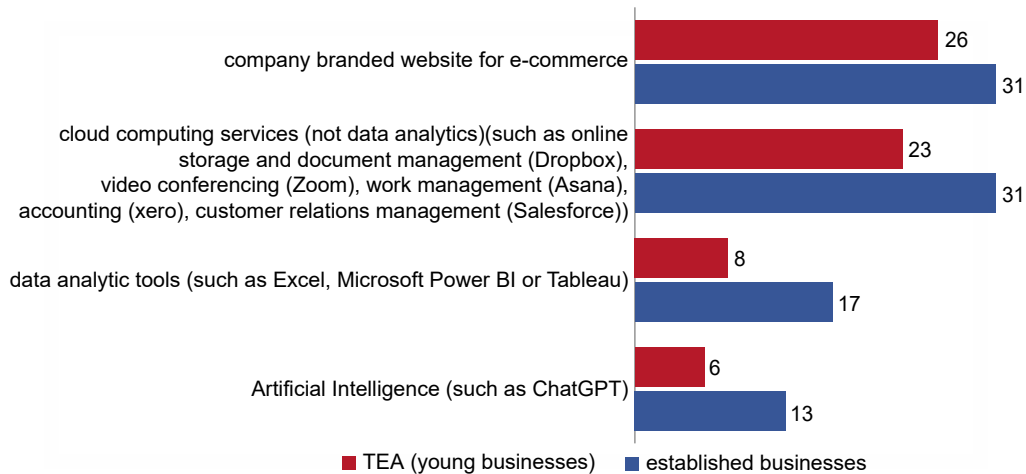 company branded website for e-commerce
26
31
cloud computing services (not data analytics)(such as online
storage and document management (Dropbox),
video conferencing (Zoom), work management (Asana),
accounting (xero), customer relations management (Salesforce))
23
31
data analytic tools (such as Excel, Microsoft Power BI or Tableau)
8
17
Artificial Intelligence (such as ChatGPT)
6
13
TEA (young businesses) established businesses